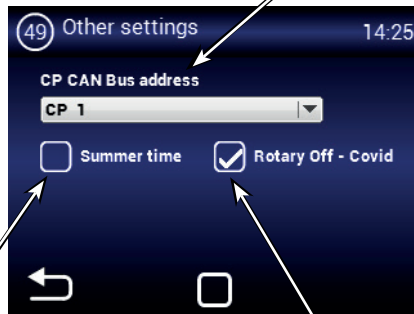 49 Other settings 14:25
CP CAN Bus address
CP 1
Summer time Rotary Off - Covid